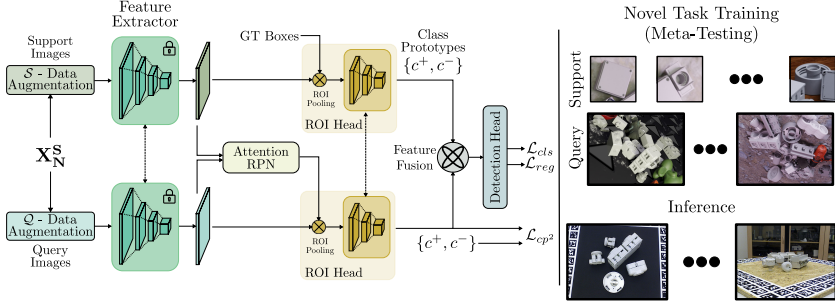 Feature
Extractor
Support
Images
𝒮 - Data
Augmentation
X_N^S
𝒬 - Data
Augmentation
Query
Images
GT Boxes
ROI
Pooling
ROI Head
Attention
RPN
ROI
Pooling
ROI Head
Class
Prototypes
{c⁺, c⁻}
Feature
Fusion
Detection Head
ℒ_cls
ℒ_reg
{c⁺, c⁻}
ℒ_cp²
Novel Task Training
(Meta-Testing)
Support
Query
Inference